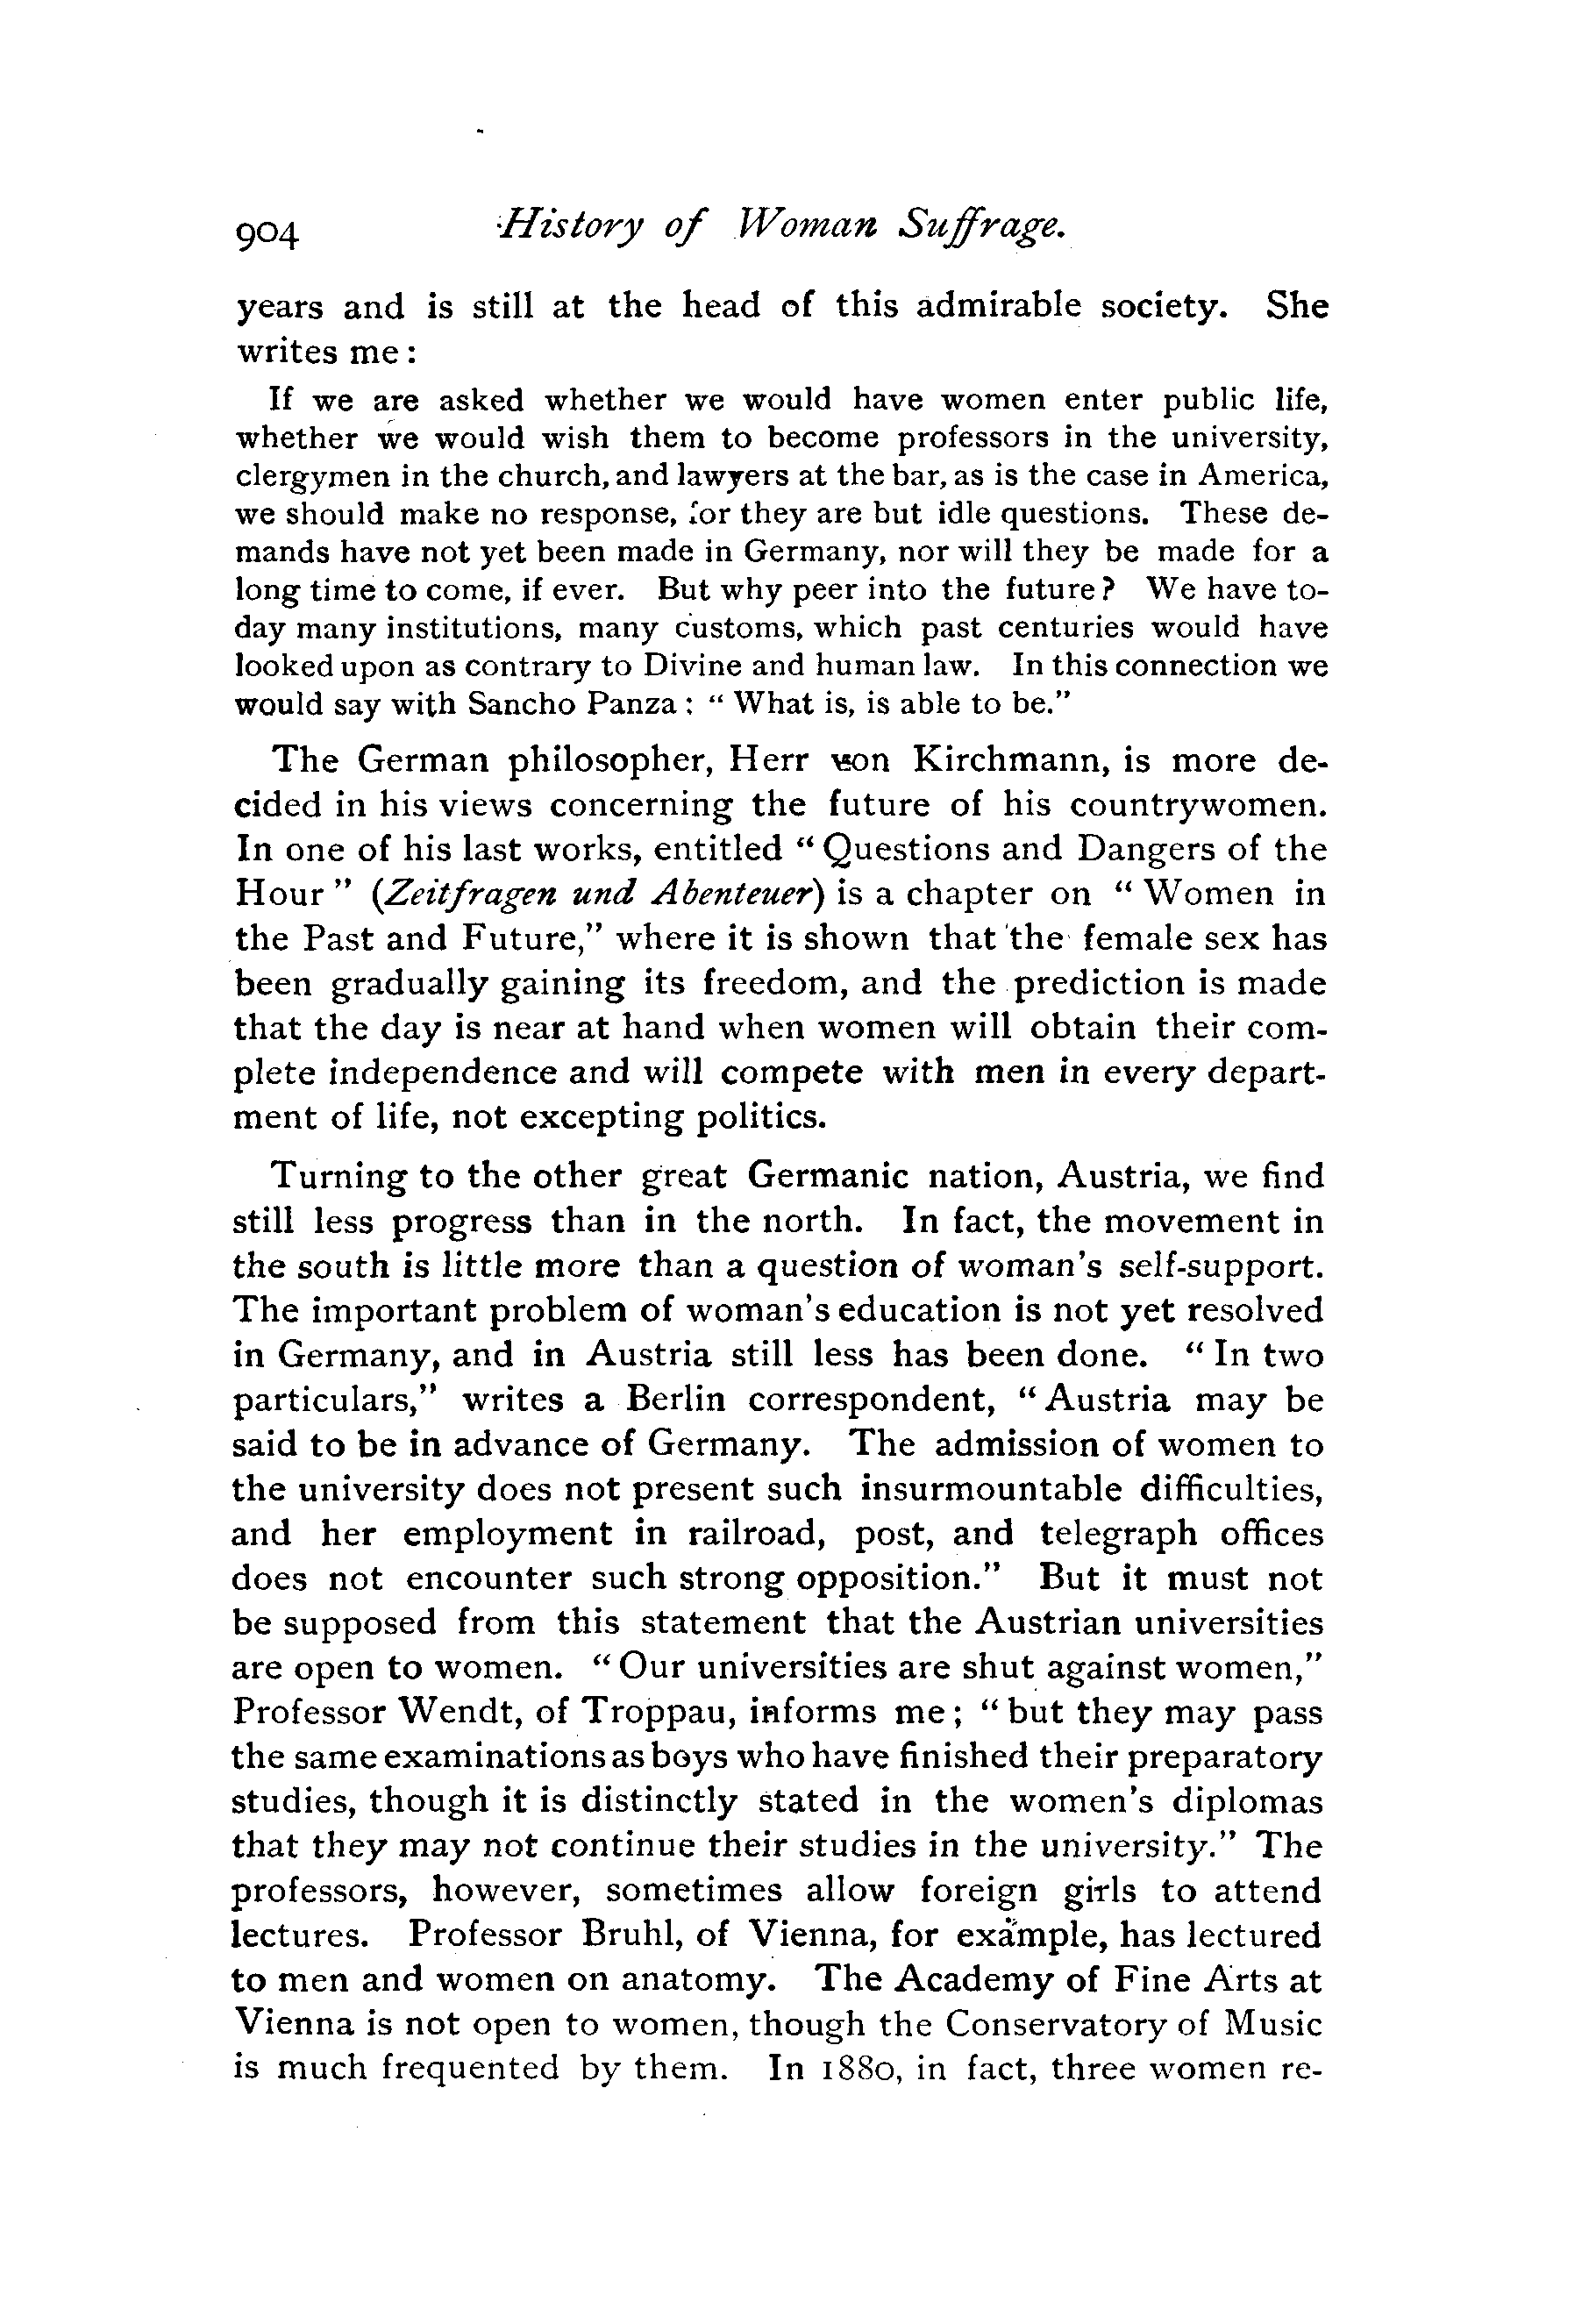 904 History of Woman Suffrage.
years and is still at the head of this admirable society. She
writes me:
If we are asked whether we would have women enter public life,
whether we would wish them to become professors in the university,
clergymen in the church, and lawyers at the bar, as is the case in America,
we should make no response, for they are but idle questions. These de-
mands have not yet been made in Germany, nor will they be made for a
long time to come, if ever. But why peer into the future? We have to-
day many institutions, many customs, which past centuries would have
looked upon as contrary to Divine and human law. In this connection we
would say with Sancho Panza: "What is, is able to be."
The German philosopher, Herr von Kirchmann, is more de-
cided in his views concerning the future of his countrywomen.
In one of his last works, entitled "Questions and Dangers of the
Hour" (Zeitfragen und Abenteuer) is a chapter on "Women in
the Past and Future," where it is shown that the female sex has
been gradually gaining its freedom, and the prediction is made
that the day is near at hand when women will obtain their com-
plete independence and will compete with men in every depart-
ment of life, not excepting politics.
Turning to the other great Germanic nation, Austria, we find
still less progress than in the north. In fact, the movement in
the south is little more than a question of woman's self-support.
The important problem of woman's education is not yet resolved
in Germany, and in Austria still less has been done. "In two
particulars," writes a Berlin correspondent, "Austria may be
said to be in advance of Germany. The admission of women to
the university does not present such insurmountable difficulties,
and her employment in railroad, post, and telegraph offices
does not encounter such strong opposition." But it must not
be supposed from this statement that the Austrian universities
are open to women. "Our universities are shut against women,"
Professor Wendt, of Troppau, informs me; "but they may pass
the same examinations as boys who have finished their preparatory
studies, though it is distinctly stated in the women's diplomas
that they may not continue their studies in the university." The
professors, however, sometimes allow foreign girls to attend
lectures. Professor Bruhl, of Vienna, for example, has lectured
to men and women on anatomy. The Academy of Fine Arts at
Vienna is not open to women, though the Conservatory of Music
is much frequented by them. In 1880, in fact, three women re-